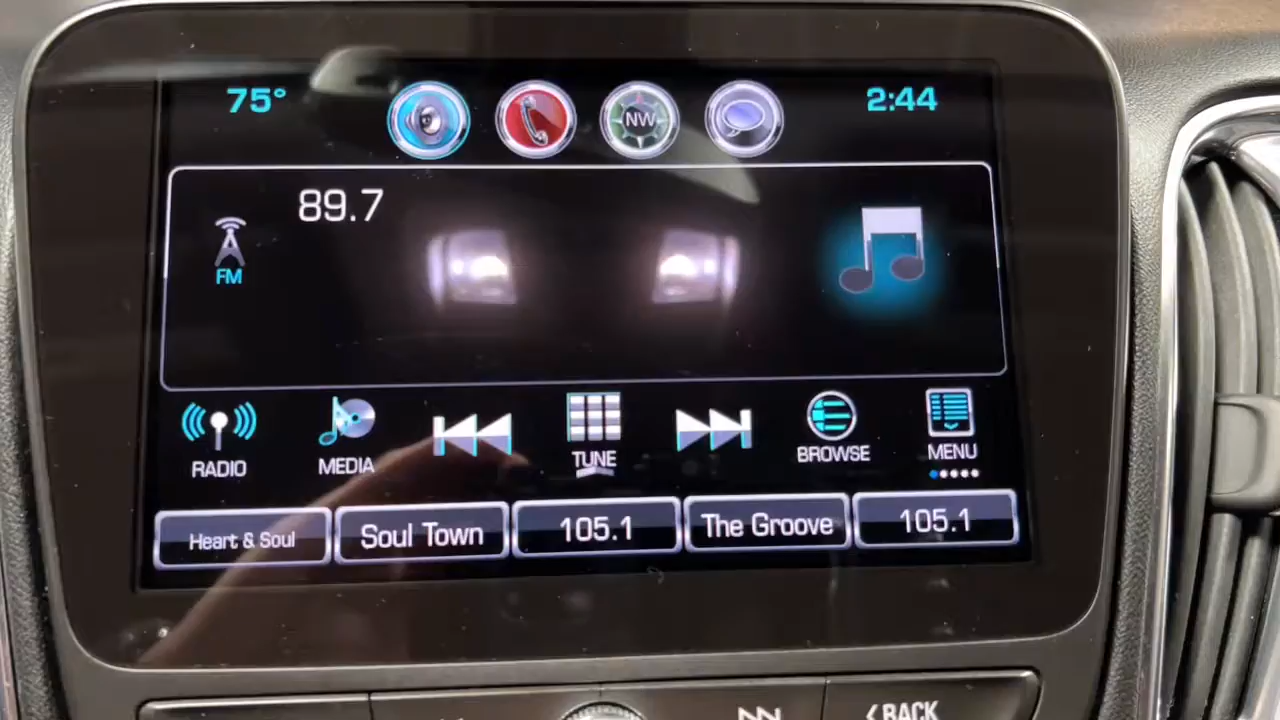 75°
NW
2:44
89.7
FM
RADIO
MEDIA
TUNE
BROWSE
MENU
Heart & Soul
Soul Town
105.1
The Groove
105.1
BACK